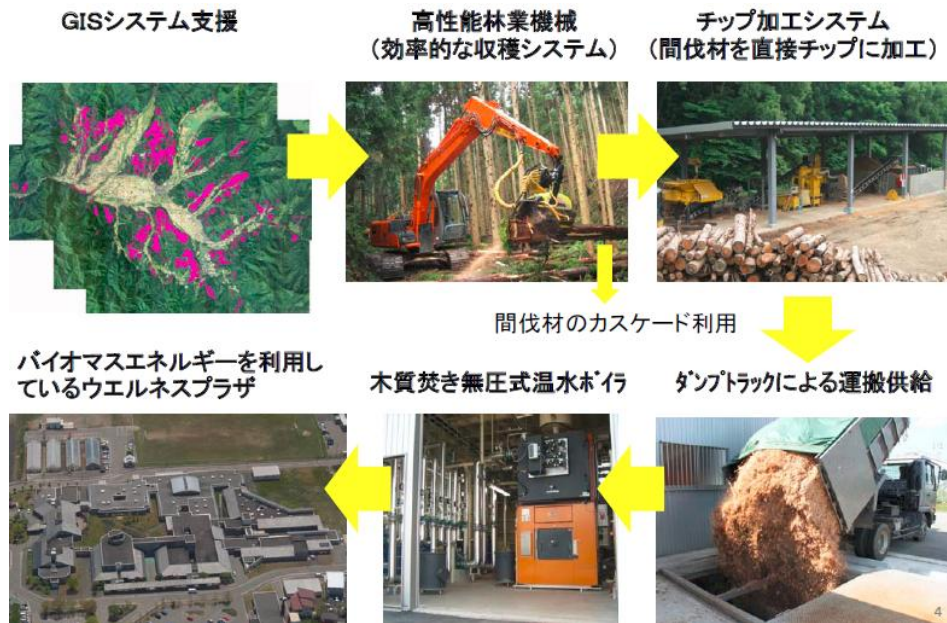 GISシステム支援
高性能林業機械
(効率的な収穫システム)
チップ加工システム
(間伐材を直接チップに加工)
間伐材のカスケード利用
バイオマスエネルギーを利用し
ているウエルネスプラザ
木質焚き無圧式温水ﾎﾞｲﾗ
ﾀﾞﾝﾌﾟﾄﾗｯｸによる運搬供給
4